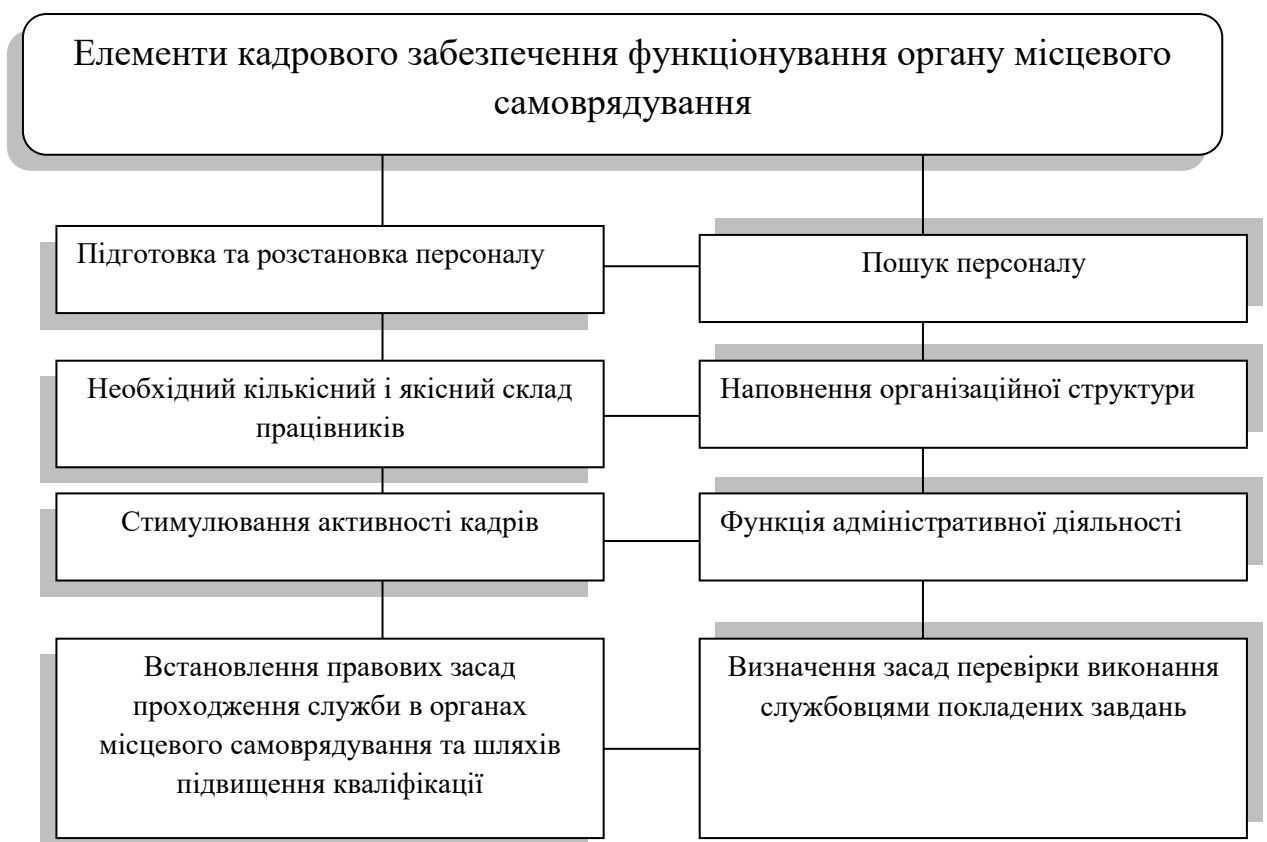 Елементи кадрового забезпечення функціонування органу місцевого
самоврядування
Підготовка та розстановка персоналу
Пошук персоналу
Необхідний кількісний і якісний склад
працівників
Наповнення організаційної структури
Стимулювання активності кадрів
Функція адміністративної діяльності
Встановлення правових засад
проходження служби в органах
місцевого самоврядування та шляхів
підвищення кваліфікації
Визначення засад перевірки виконання
службовцями покладених завдань